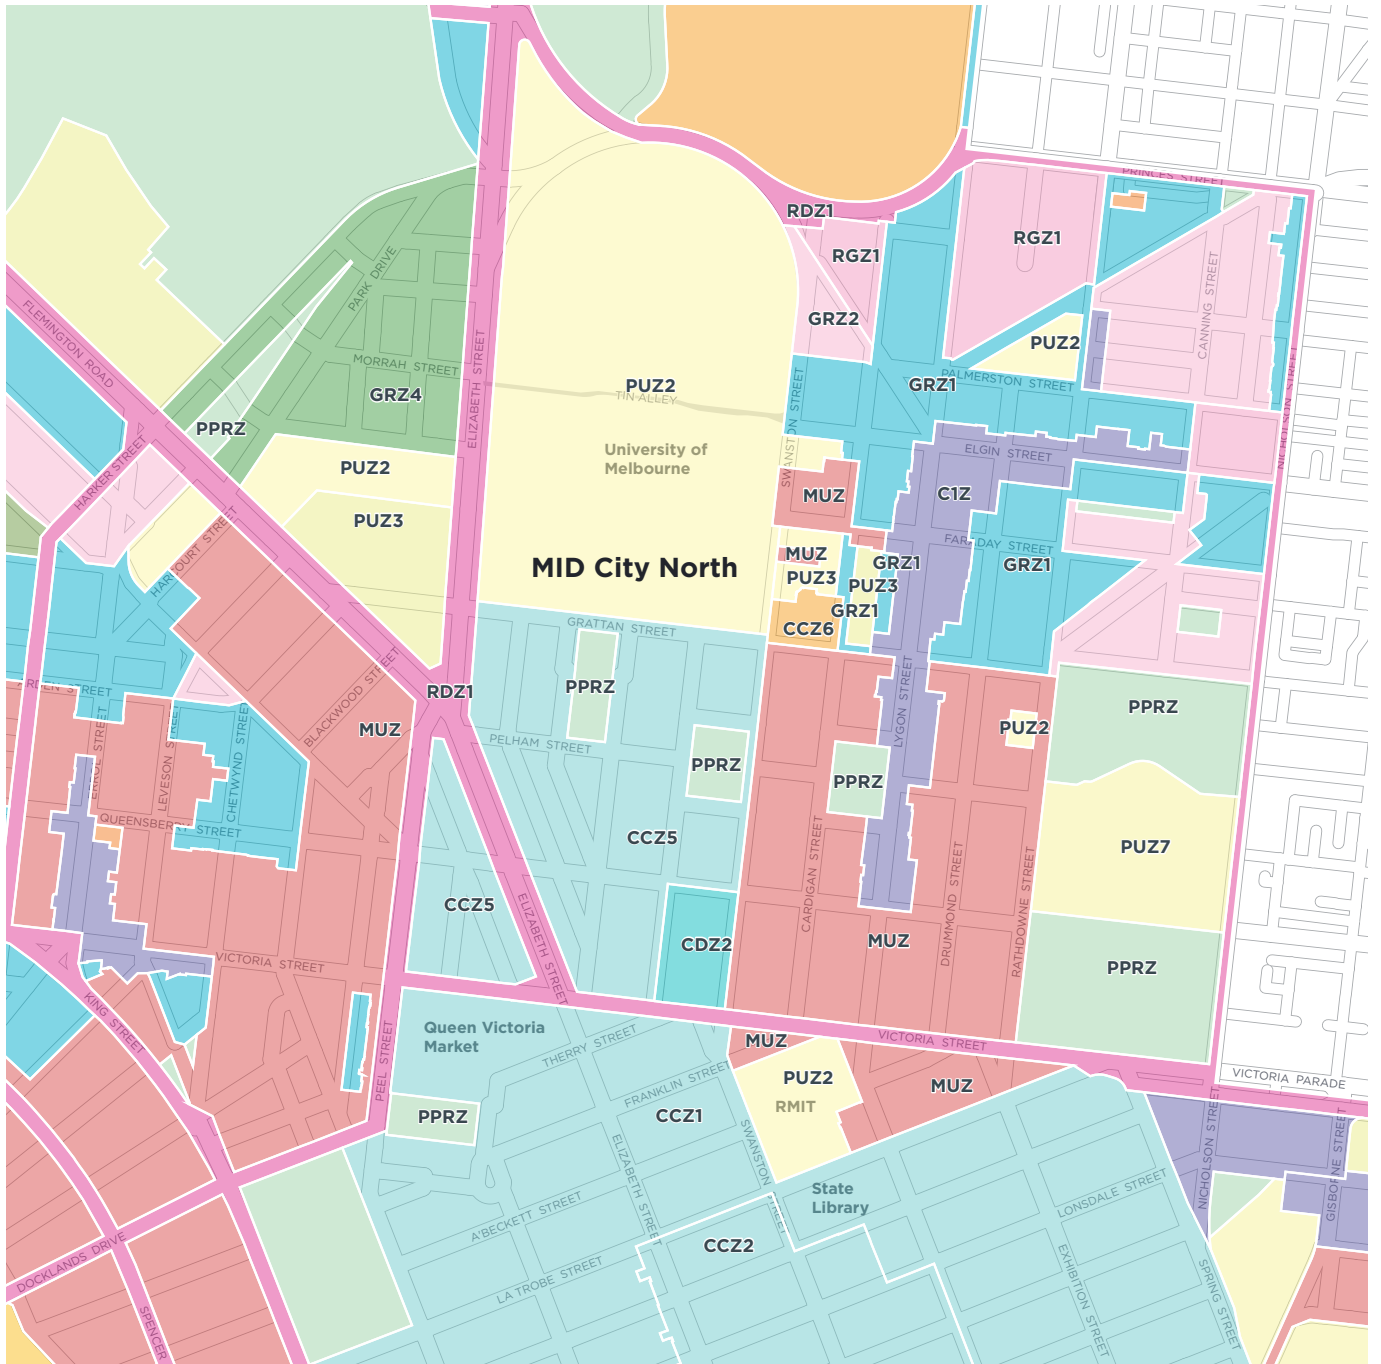 PRINCES STREET
RDZ1
RGZ1
RGZ1
CANNING STREET
PARK DRIVE
FLEMINGTON ROAD
GRZ2
PUZ2
NICHOLSON STREET
MORRAH STREET
ELIZABETH STREET
GRZ4
PUZ2
TIN ALLEY
SWANSTON STREET
GRZ1
PALMERSTON STREET
PPRZ
HARKER STREET
PUZ2
University of
Melbourne
ELGIN STREET
MUZ
C1Z
PUZ3
HARCOURT STREET
MID City North
MUZ
PUZ3
GRZ1
PUZ3
FARADAY STREET
GRZ1
GRZ1
CCZ6
GRATTAN STREET
ARDEN STREET
BLACKWOOD STREET
RDZ1
PPRZ
LYGON STREET
PPRZ
MUZ
PUZ2
ERROL STREET
LEVESON STREET
CHETWYND STREET
PELHAM STREET
PPRZ
PPRZ
QUEENSBERRY STREET
CCZ5
CARDIGAN STREET
DRUMMOND STREET
RATHDOWNE STREET
PUZ7
CCZ5
ELIZABETH STREET
CDZ2
MUZ
VICTORIA STREET
PPRZ
KING STREET
PEEL STREET
Queen Victoria
Market
THERRY STREET
MUZ
VICTORIA STREET
VICTORIA PARADE
FRANKLIN STREET
PUZ2
RMIT
MUZ
PPRZ
CCZ1
SWANSTON STREET
ELIZABETH STREET
NICHOLSON STREET
GISBORNE STREET
State
Library
LONSDALE STREET
A'BECKETT STREET
CCZ2
DOCKLANDS DRIVE
LA TROBE STREET
EXHIBITION STREET
SPRING STREET
SPENCER